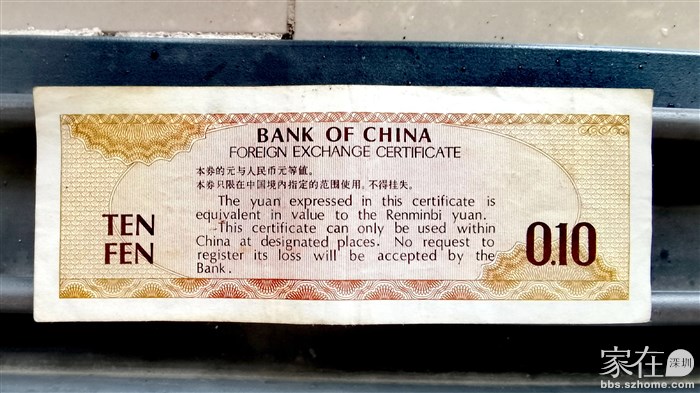 BANK OF CHINA
FOREIGN EXCHANGE CERTIFICATE
本券的元与人民币元等値。
本券只限在中国境内指定的范围使用，不得挂失。
The yuan expressed in this certificate is
equivalent in value to the Renminbi yuan.
This certificate can only be used within
China at designated places. No request to
register its loss will be accepted by the
Bank.
TEN
FEN
0.10
家在 深圳
bbs.szhome.com